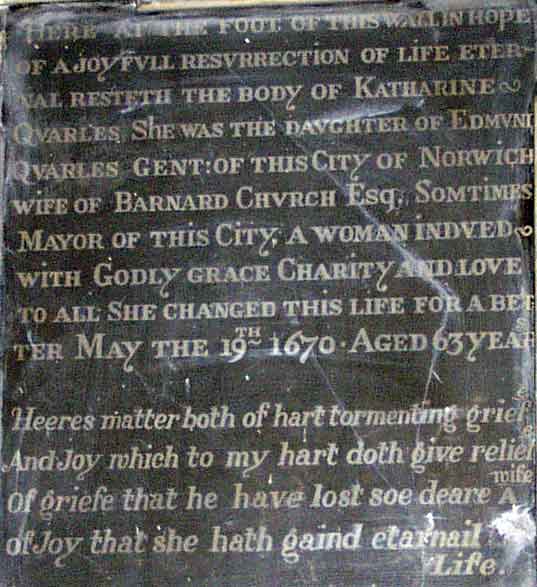 HERE AT THE FOOT OF THIS WALL IN HOPE
OF A JOYFVLL RESVRRECTION OF LIFE ETER-
NAL RESTETH THE BODY OF KATHARINE
QVARLES SHE WAS THE DAVGHTER OF EDMVND
QVARLES GENT: OF THIS CITY OF NORWICH
WIFE OF BARNARD CHVRCH ESQ, SOMTIMES
MAYOR OF THIS CITY, A WOMAN INDVED
WITH GODLY GRACE CHARITY AND LOVE
TO ALL SHE CHANGED THIS LIFE FOR A BET
TER MAY THE 19TH 1670 · AGED 63 YEARS
Heeres matter both of hart tormenting griefe
And Joy which to my hart doth give reliefe
Of griefe that he have lost soe deare A wife
of Joy that she hath gaind etarnail
Life.